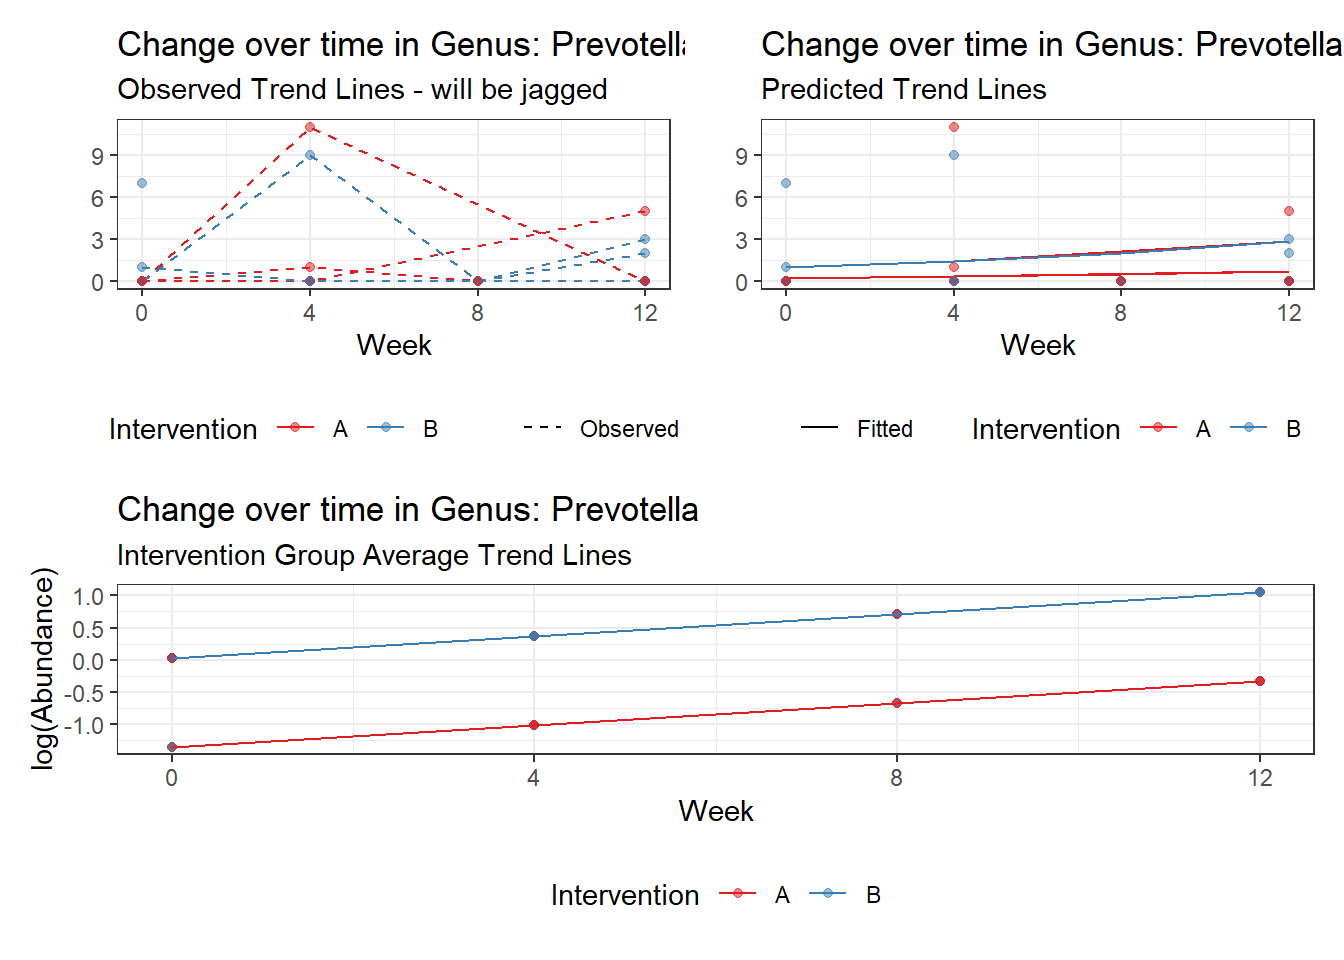 Change over time in Genus: Prevotella
Observed Trend Lines - will be jagged
9
6
3
0
0 4 8 12
Week
Intervention A B Observed
Change over time in Genus: Prevotella
Predicted Trend Lines
9
6
3
0
0 4 8 12
Week
Fitted Intervention A B
Change over time in Genus: Prevotella
Intervention Group Average Trend Lines
log(Abundance)
1.0
0.5
0.0
-0.5
-1.0
0 4 8 12
Week
Intervention A B